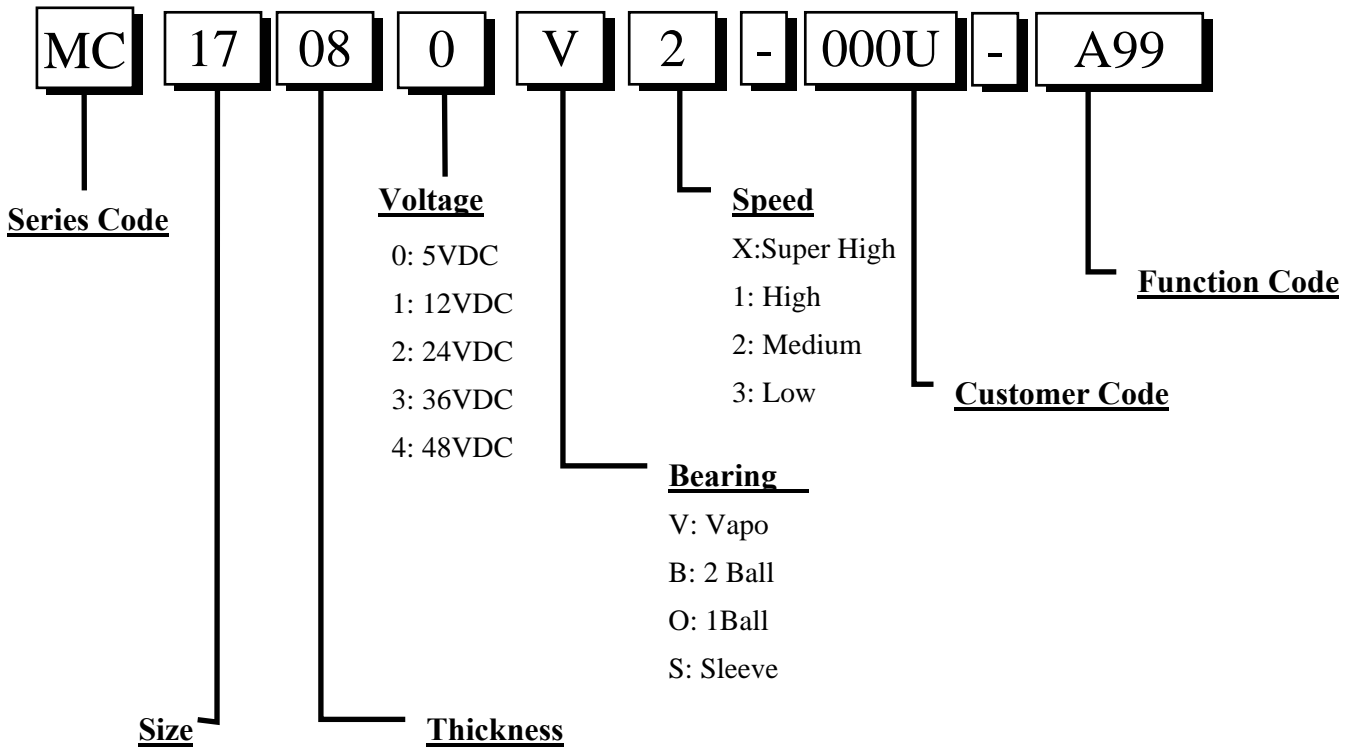 MC 17 08 0 V 2 - 000U - A99
Series Code
Voltage
0: 5VDC
1: 12VDC
2: 24VDC
3: 36VDC
4: 48VDC
Speed
X:Super High
1: High
2: Medium
3: Low
Function Code
Customer Code
Bearing
V: Vapo
B: 2 Ball
O: 1Ball
S: Sleeve
Size
Thickness